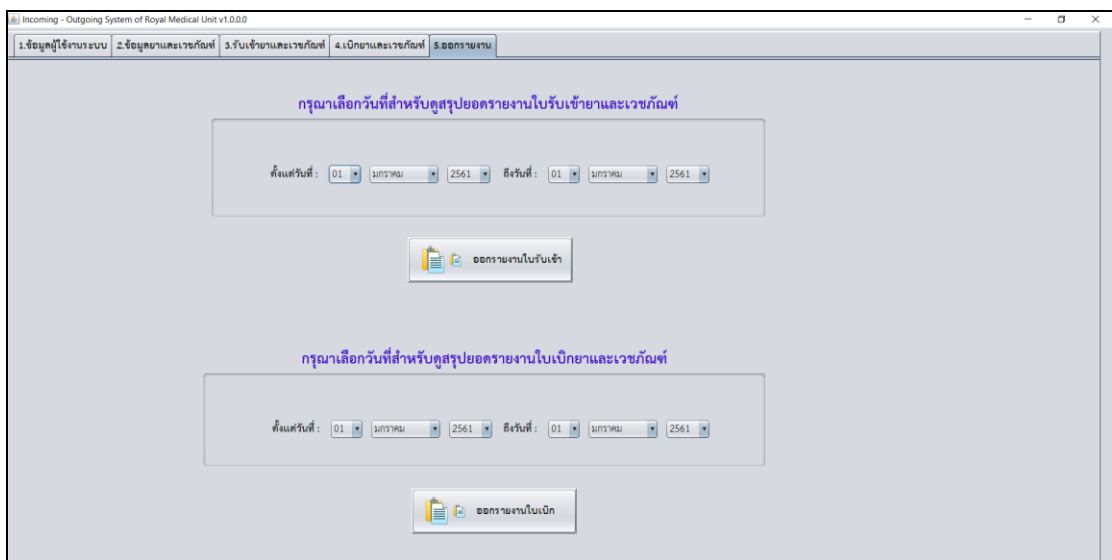 Incoming - Outgoing System of Royal Medical Unit v1.0.0.0
1.ข้อมูลผู้ใช้งานระบบ 2.ข้อมูลยาและเวชภัณฑ์ 3.รับเข้ายาและเวชภัณฑ์ 4.เบิกยาและเวชภัณฑ์ 5.ออกรายงาน
กรุณาเลือกวันที่สำหรับดูสรุปยอดรายงานใบรับเข้ายาและเวชภัณฑ์
ตั้งแต่วันที่ : 01 มกราคม 2561 ถึงวันที่ : 01 มกราคม 2561
ออกรายงานใบรับเข้า
กรุณาเลือกวันที่สำหรับดูสรุปยอดรายงานใบเบิกยาและเวชภัณฑ์
ตั้งแต่วันที่ : 01 มกราคม 2561 ถึงวันที่ : 01 มกราคม 2561
ออกรายงานใบเบิก